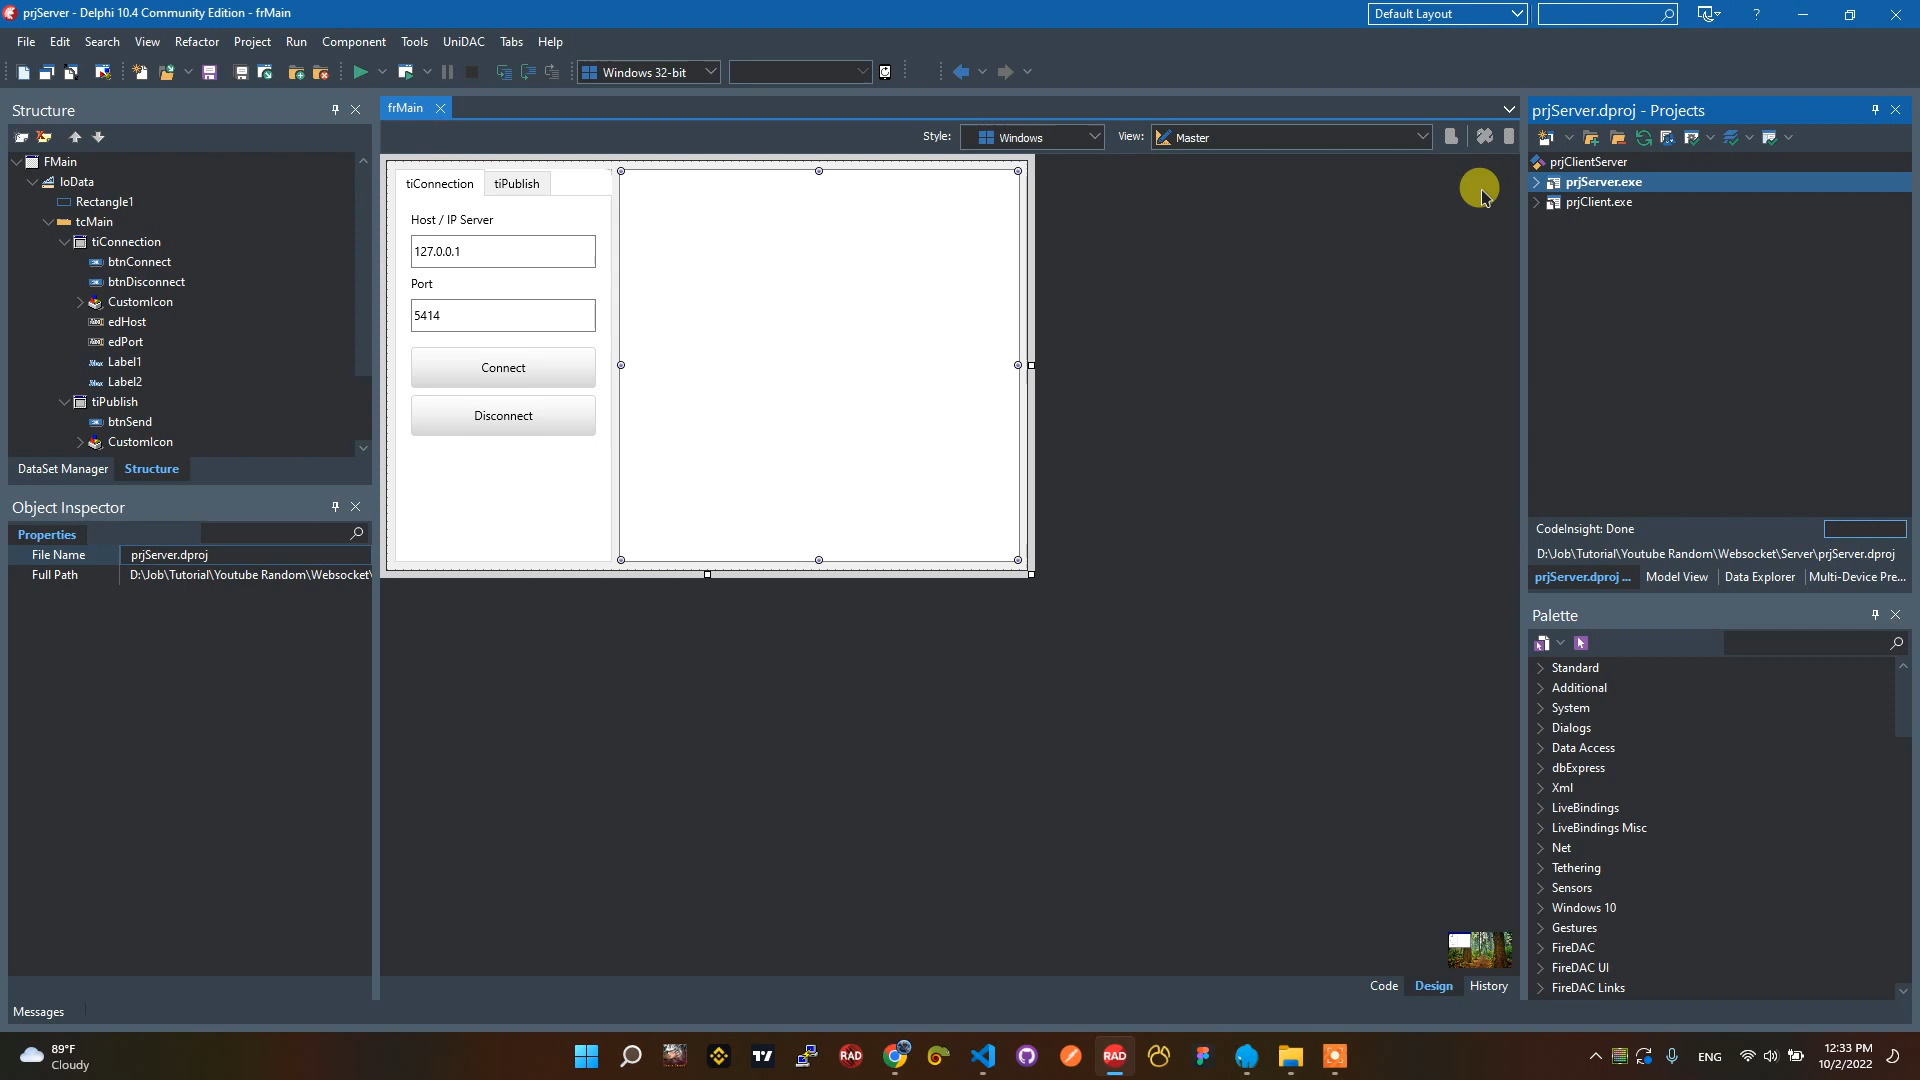 prjServer - Delphi 10.4 Community Edition - frMain
Default Layout
?
File Edit Search View Refactor Project Run Component Tools UniDAC Tabs Help
Windows 32-bit
Structure
FMain
loData
Rectangle1
tcMain
tiConnection
btnConnect
btnDisconnect
CustomIcon
edHost
edPort
Label1
Label2
tiPublish
btnSend
CustomIcon
DataSet Manager Structure
Object Inspector
Properties
File Name prjServer.dproj
Full Path D:\Job\Tutorial\Youtube Random\Websocket\
frMain
Style: Windows View: Master
tiConnection tiPublish
Host / IP Server
127.0.0.1
Port
5414
Connect
Disconnect
Code Design History
prjServer.dproj - Projects
prjClientServer
prjServer.exe
prjClient.exe
CodeInsight: Done
D:\Job\Tutorial\Youtube Random\Websocket\Server\prjServer.dproj
prjServer.dproj ... Model View Data Explorer Multi-Device Pre...
Palette
Standard
Additional
System
Dialogs
Data Access
dbExpress
Xml
LiveBindings
LiveBindings Misc
Net
Tethering
Sensors
Windows 10
Gestures
FireDAC
FireDAC UI
FireDAC Links
Messages
89°F
Cloudy
RAD
RAD
ENG
12:33 PM
10/2/2022